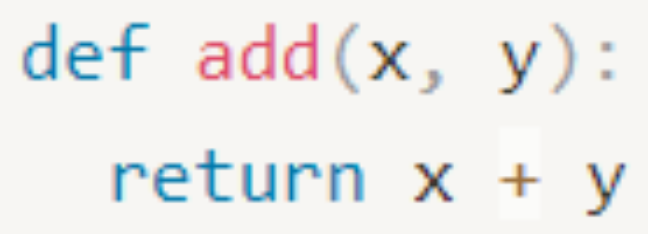 def add(x, y):
  return x + y